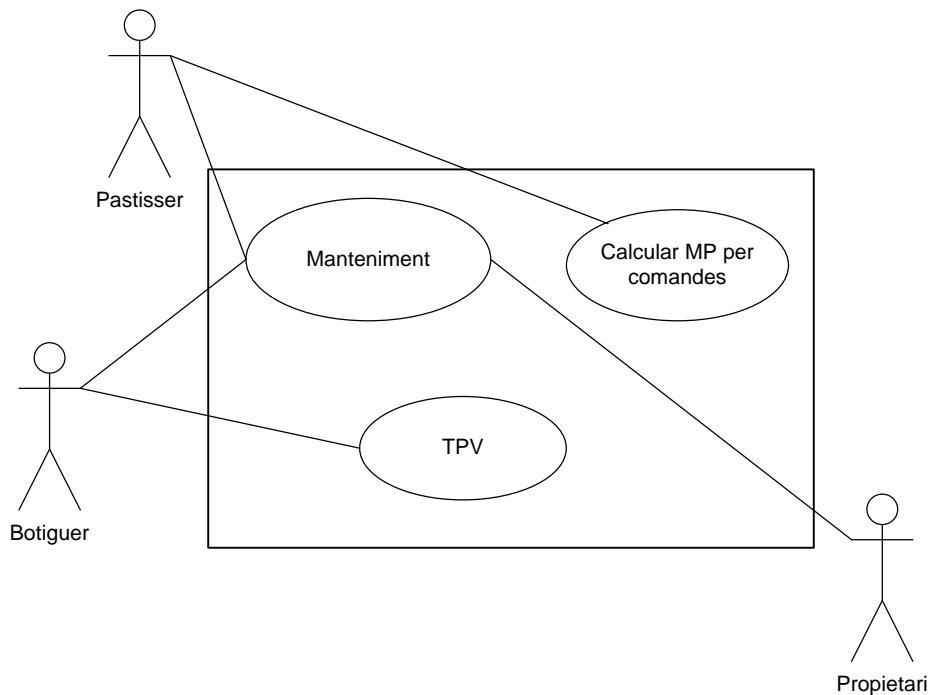 Pastisser
Manteniment
Calcular MP per
comandes
TPV
Botiguer
Propietari